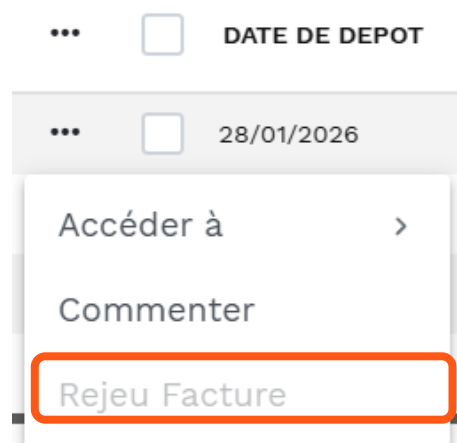 ••• DATE DE DEPOT
••• 28/01/2026
Accéder à >
Commenter
Rejeu Facture